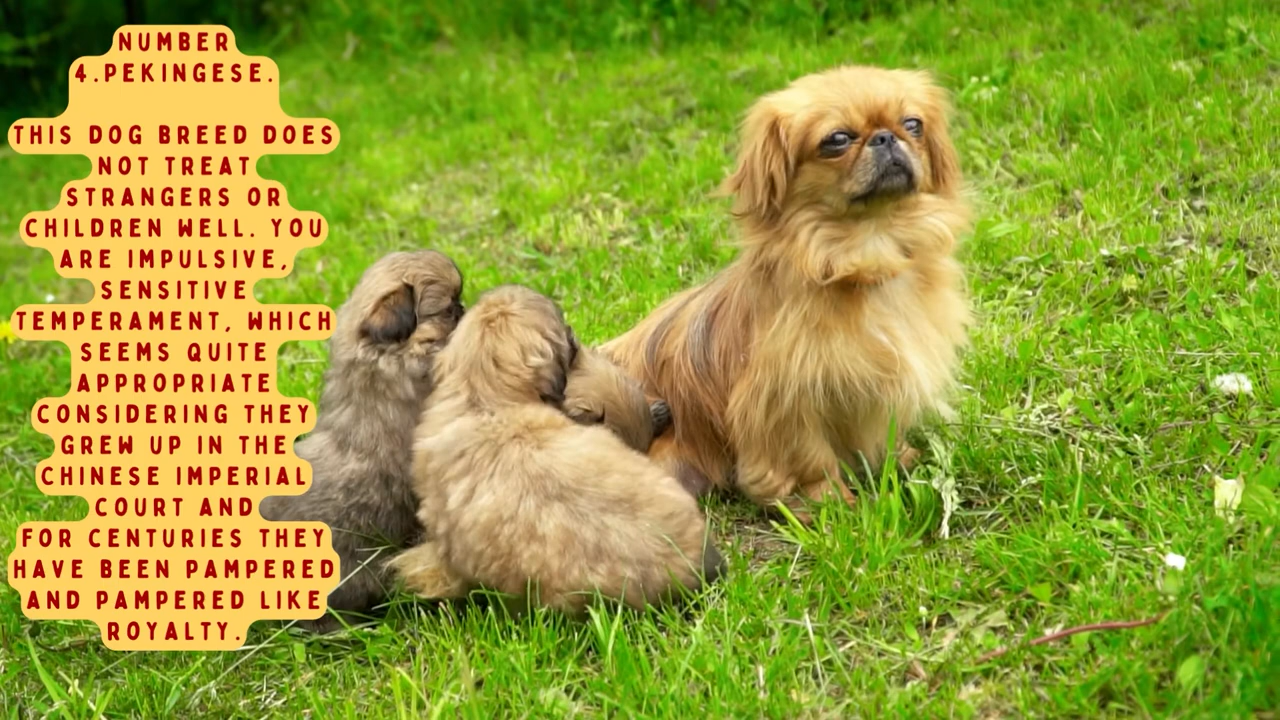 NUMBER
4.PEKINGESE.
THIS DOG BREED DOES
NOT TREAT
STRANGERS OR
CHILDREN WELL. YOU
ARE IMPULSIVE,
SENSITIVE
TEMPERAMENT, WHICH
SEEMS QUITE
APPROPRIATE
CONSIDERING THEY
GREW UP IN THE
CHINESE IMPERIAL
COURT AND
FOR CENTURIES THEY
HAVE BEEN PAMPERED
AND PAMPERED LIKE
ROYALTY.